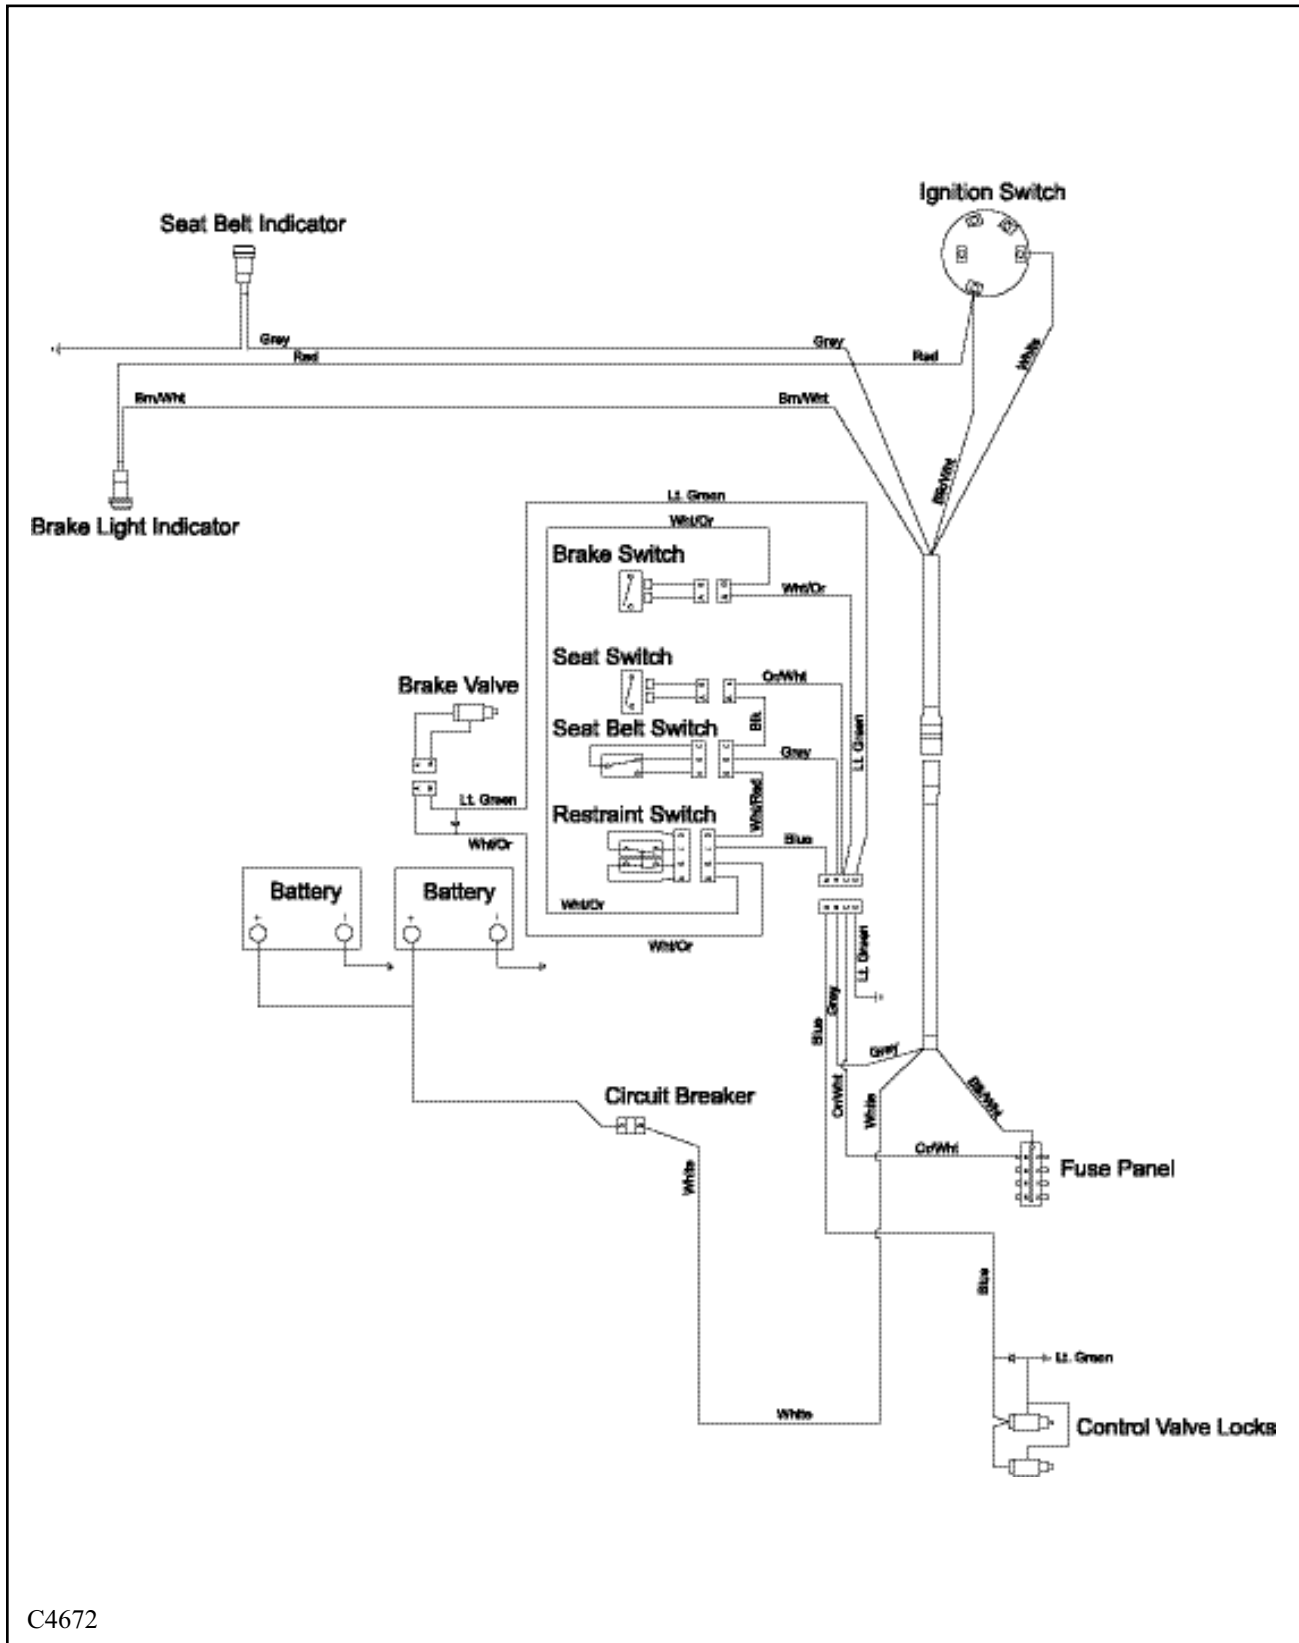 Ignition Switch
Seat Belt Indicator
Grey
Grey
Red
Red
White
Brn/Wht
Brn/Wht
Blk/Wht
Lt. Green
Brake Light Indicator
Wht/Or
Brake Switch
Wht/Or
Seat Switch
Or/Wht
Brake Valve
Blk
Seat Belt Switch
Lt. Green
Grey
Lt. Green
Restraint Switch
Wht/Red
Wht/Or
Blue
Battery
Battery
+
-
+
-
Wht/Or
Wht/Or
Lt. Green
Grey
Blue
Grey
Circuit Breaker
Or/Wht
White
Blk/Wht
Or/Wht
Fuse Panel
White
Blue
Lt. Green
White
Control Valve Locks
C4672